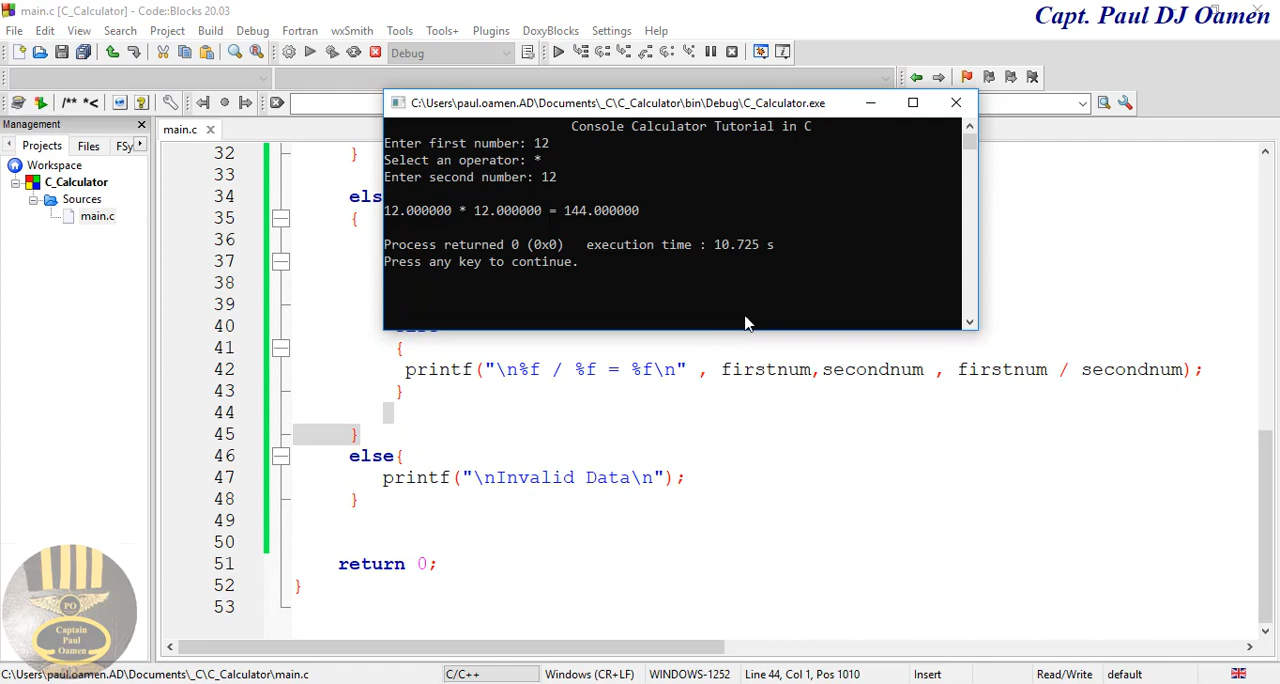 main.c [C_Calculator] - Code::Blocks 20.03
Capt. Paul DJ Oamen
File Edit View Search Project Build Debug Fortran wxSmith Tools Tools+ Plugins DoxyBlocks Settings Help
Debug
/** *<
Management
main.c
C:\Users\paul.oamen.AD\Documents\_C\C_Calculator\bin\Debug\C_Calculator.exe
Projects Files FSy
Workspace
C_Calculator
Sources
main.c
Console Calculator Tutorial in C
Enter first number: 12
Select an operator: *
Enter second number: 12
12.000000 * 12.000000 = 144.000000
Process returned 0 (0x0)   execution time : 10.725 s
Press any key to continue.
32 }
33
34 els
35 {
36
37
38
39
40
41 {
42 printf("\n%f / %f = %f\n" , firstnum,secondnum , firstnum / secondnum);
43 }
44
45 }
46 else{
47 printf("\nInvalid Data\n");
48 }
49
50
51 return 0;
52 }
53
PO
Captain
Paul
Oamen
C:\Users\paul.oamen.AD\Documents\_C\C_Calculator\main.c C/C++ Windows (CR+LF) WINDOWS-1252 Line 44, Col 1, Pos 1010 Insert Read/Write default